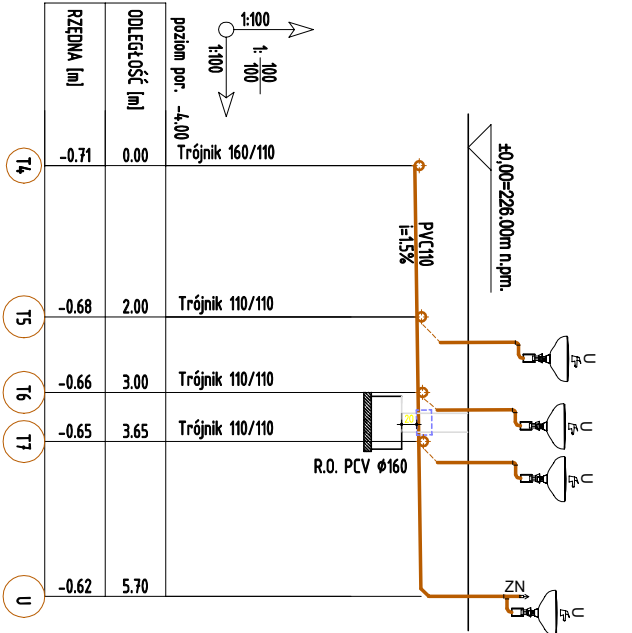 ±0,00=226.00m n.pm.
1:100
1: 100/100
1:100
poziom por. -4.00
ODLEGŁOŚĆ [m]
RZĘDNA [m]
T4
-0.71
0.00
Trójnik 160/110
PVC110
i=1.5%
T5
-0.68
2.00
Trójnik 110/110
U
T6
-0.66
3.00
Trójnik 110/110
U
T7
-0.65
3.65
Trójnik 110/110
U
R.O. PCV Φ160
U
-0.62
5.70
ZN
U